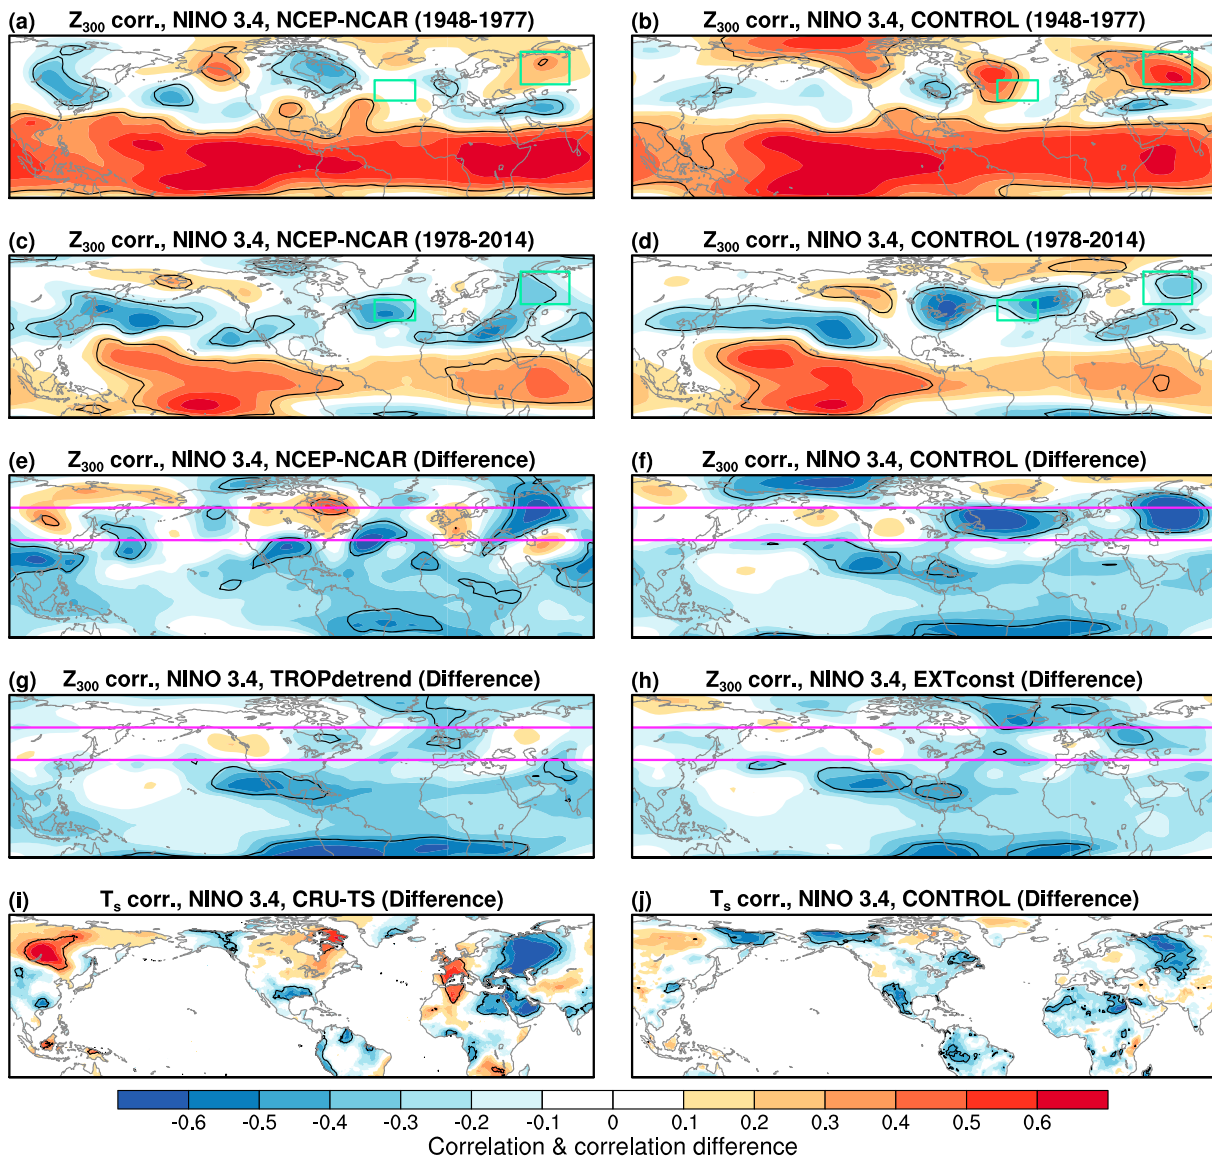 (a) Z300 corr., NINO 3.4, NCEP-NCAR (1948-1977)
(b) Z300 corr., NINO 3.4, CONTROL (1948-1977)
(c) Z300 corr., NINO 3.4, NCEP-NCAR (1978-2014)
(d) Z300 corr., NINO 3.4, CONTROL (1978-2014)
(e) Z300 corr., NINO 3.4, NCEP-NCAR (Difference)
(f) Z300 corr., NINO 3.4, CONTROL (Difference)
(g) Z300 corr., NINO 3.4, TROPdetrend (Difference)
(h) Z300 corr., NINO 3.4, EXTconst (Difference)
(i) Ts corr., NINO 3.4, CRU-TS (Difference)
(j) Ts corr., NINO 3.4, CONTROL (Difference)
-0.6 -0.5 -0.4 -0.3 -0.2 -0.1 0 0.1 0.2 0.3 0.4 0.5 0.6
Correlation & correlation difference